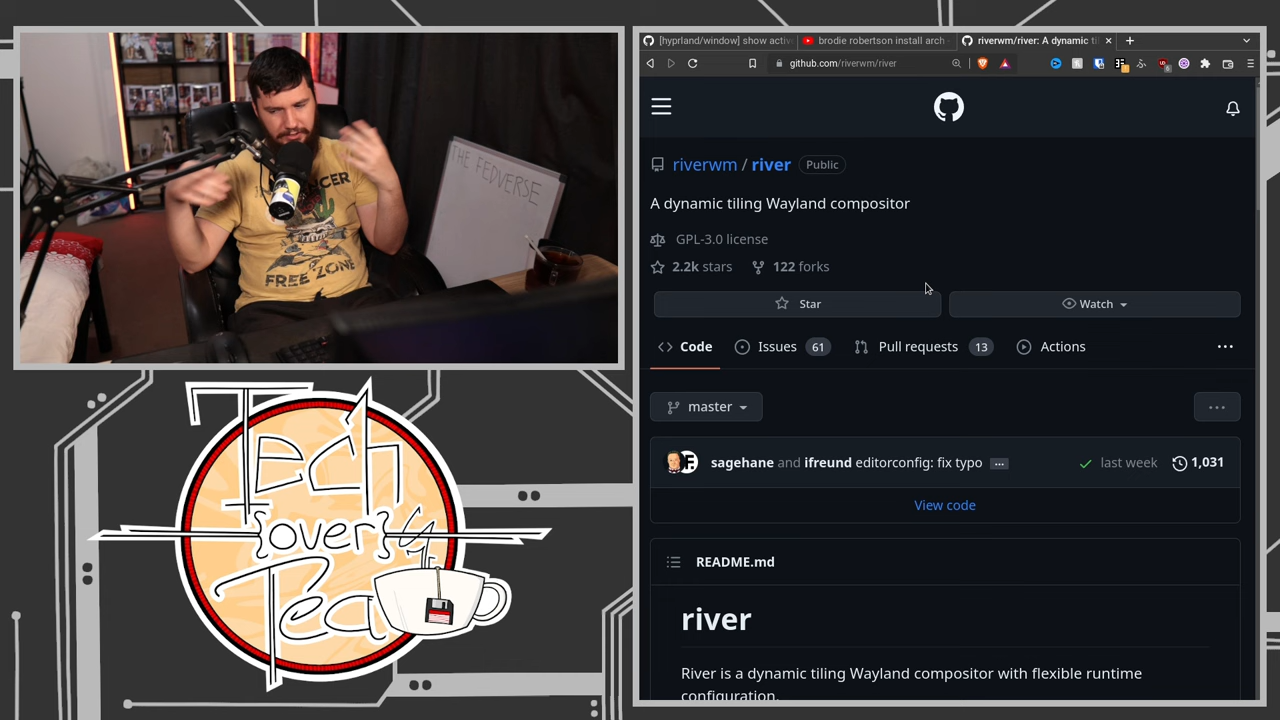 THE FEDVERSE
CER
FREE ZONE
Tech
{over}
Tea
[hyprland/window] show activ
brodie robertson install arch
riverwm/river: A dynamic ti
github.com/riverwm/river
riverwm / river Public
A dynamic tiling Wayland compositor
GPL-3.0 license
2.2k stars 122 forks
Star Watch
Code Issues 61 Pull requests 13 Actions
master
sagehane and ifreund editorconfig: fix typo last week 1,031
View code
README.md
river
River is a dynamic tiling Wayland compositor with flexible runtime
configuration.